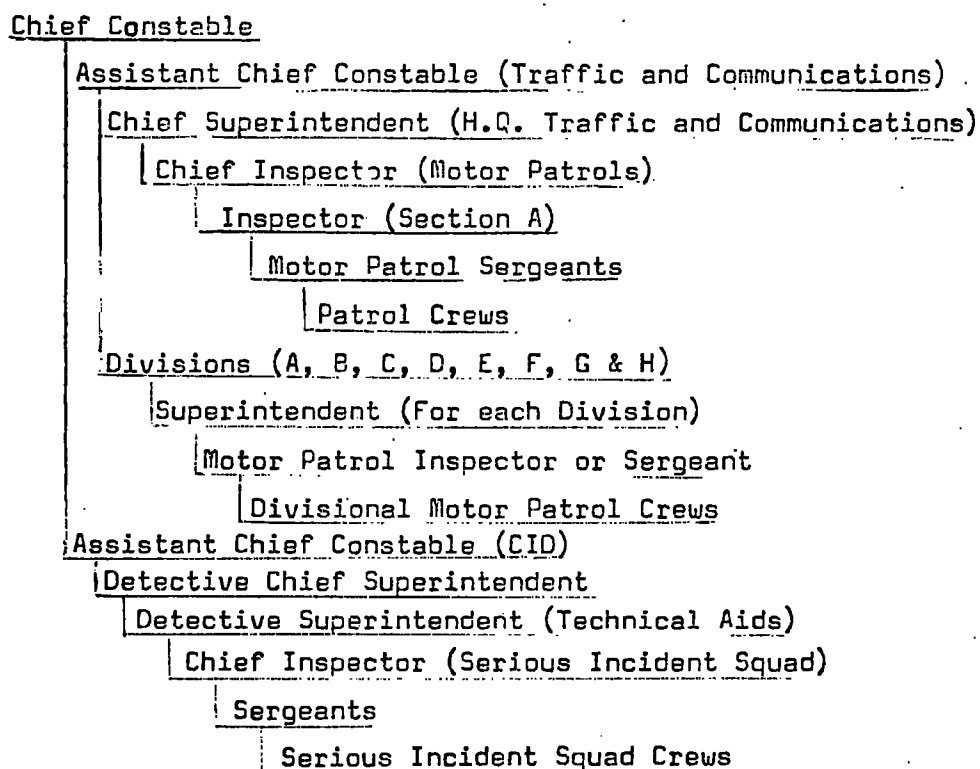 Chief Constable
Assistant Chief Constable (Traffic and Communications)
Chief Superintendent (H.Q. Traffic and Communications)
Chief Inspector (Motor Patrols)
Inspector (Section A)
Motor Patrol Sergeants
Patrol Crews
Divisions (A, B, C, D, E, F, G & H)
Superintendent (For each Division)
Motor Patrol Inspector or Sergeant
Divisional Motor Patrol Crews
Assistant Chief Constable (CID)
Detective Chief Superintendent
Detective Superintendent (Technical Aids)
Chief Inspector (Serious Incident Squad)
Sergeants
Serious Incident Squad Crews